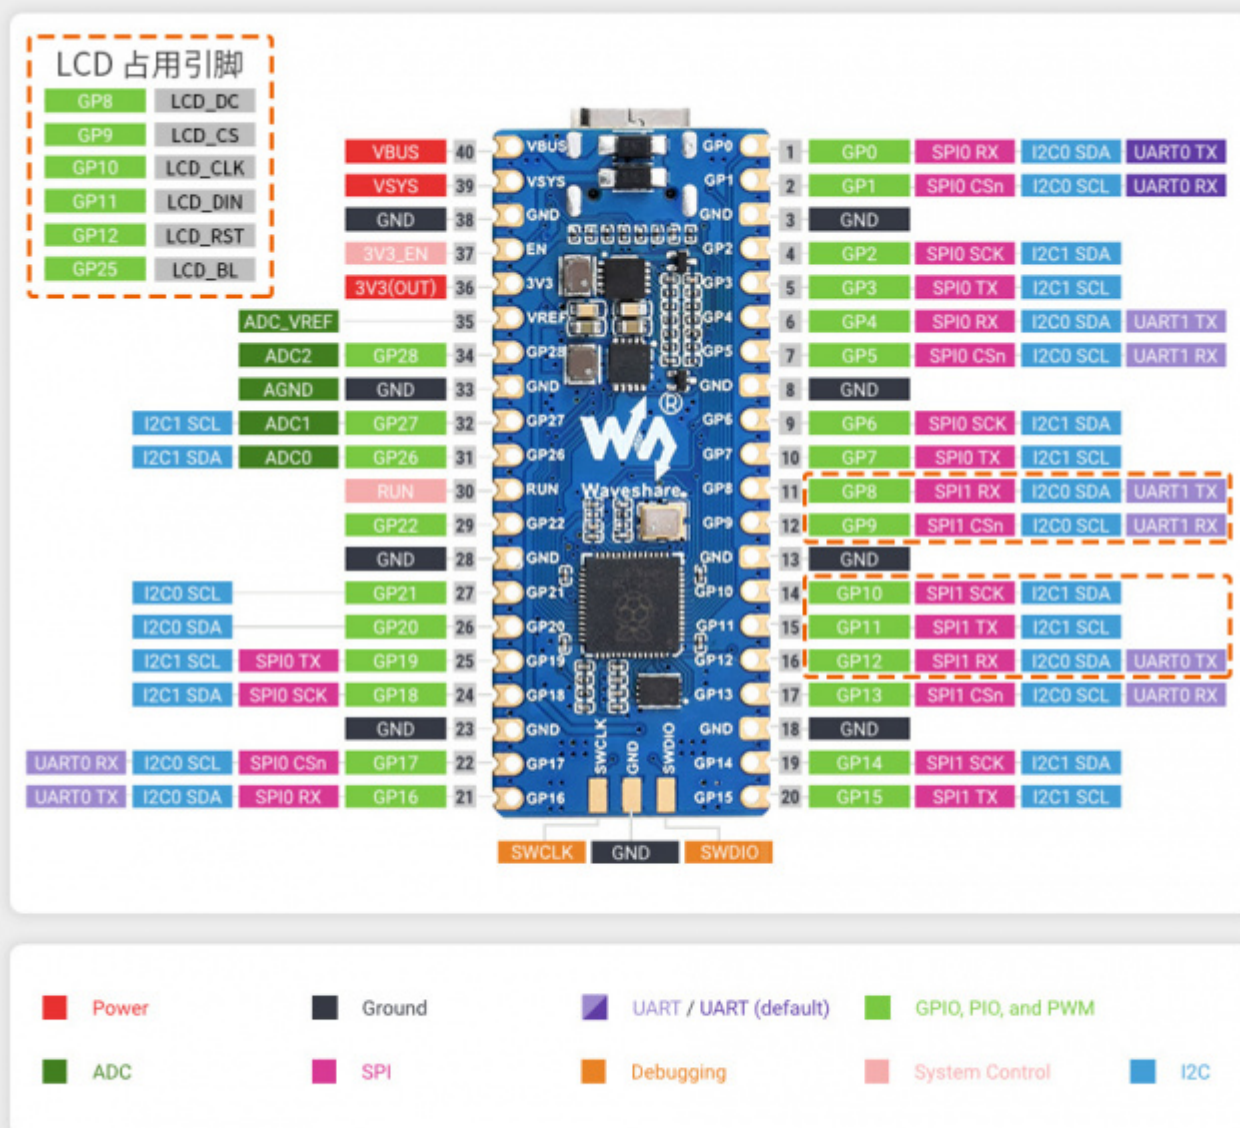 LCD 占用引脚
GP8 LCD_DC
GP9 LCD_CS
GP10 LCD_CLK
GP11 LCD_DIN
GP12 LCD_RST
GP25 LCD_BL
VBUS 40 VBUS GP0 1 GP0 SPI0 RX I2C0 SDA UART0 TX
VSYS 39 VSYS GP1 2 GP1 SPI0 CSn I2C0 SCL UART0 RX
GND 38 GND GND 3 GND
3V3_EN 37 EN GP2 4 GP2 SPI0 SCK I2C1 SDA
3V3(OUT) 36 3V3 GP3 5 GP3 SPI0 TX I2C1 SCL
ADC_VREF 35 VREF GP4 6 GP4 SPI0 RX I2C0 SDA UART1 TX
ADC2 GP28 34 GP28 GP5 7 GP5 SPI0 CSn I2C0 SCL UART1 RX
AGND GND 33 GND GND 8 GND
®
I2C1 SCL ADC1 GP27 32 GP27 GP6 9 GP6 SPI0 SCK I2C1 SDA
I2C1 SDA ADC0 GP26 31 GP26 GP7 10 GP7 SPI0 TX I2C1 SCL
RUN 30 RUN Waveshare GP8 11 GP8 SPI1 RX I2C0 SDA UART1 TX
GP22 29 GP22 GP9 12 GP9 SPI1 CSn I2C0 SCL UART1 RX
GND 28 GND GND 13 GND
I2C0 SCL GP21 27 GP21 GP10 14 GP10 SPI1 SCK I2C1 SDA
I2C0 SDA GP20 26 GP20 GP11 15 GP11 SPI1 TX I2C1 SCL
I2C1 SCL SPI0 TX GP19 25 GP19 GP12 16 GP12 SPI1 RX I2C0 SDA UART0 TX
I2C1 SDA SPI0 SCK GP18 24 GP18 GP13 17 GP13 SPI1 CSn I2C0 SCL UART0 RX
GND 23 GND GND 18 GND
SWCLK GND SWDIO
UART0 RX I2C0 SCL SPI0 CSn GP17 22 GP17 GP14 19 GP14 SPI1 SCK I2C1 SDA
UART0 TX I2C0 SDA SPI0 RX GP16 21 GP16 GP15 20 GP15 SPI1 TX I2C1 SCL
SWCLK GND SWDIO
Power Ground UART / UART (default) GPIO, PIO, and PWM
ADC SPI Debugging System Control I2C